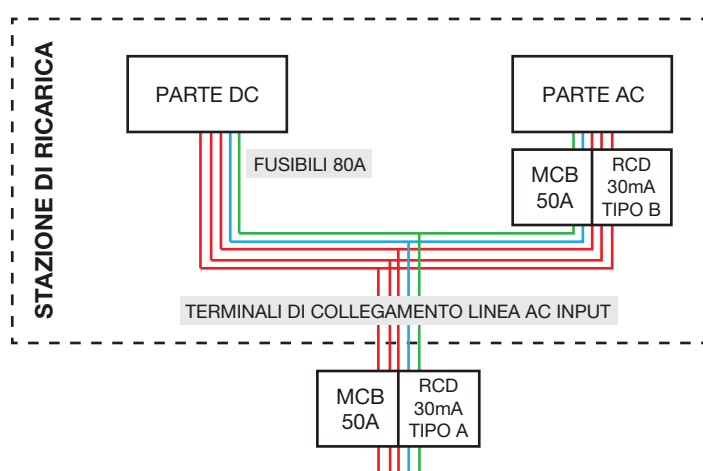 STAZIONE DI RICARICA
PARTE DC
PARTE AC
FUSIBILI 80A
MCB
50A
RCD
30mA
TIPO B
TERMINALI DI COLLEGAMENTO LINEA AC INPUT
MCB
50A
RCD
30mA
TIPO A